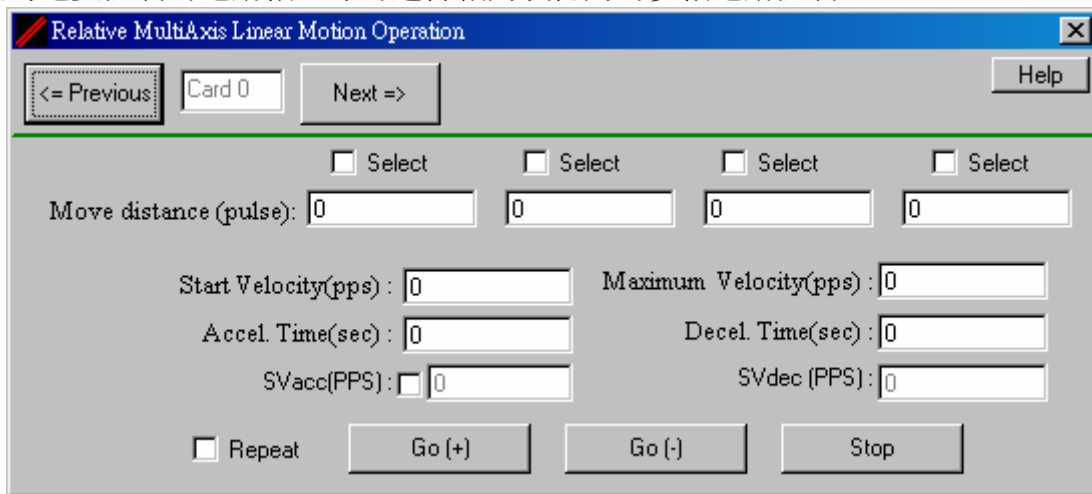 Relative MultiAxis Linear Motion Operation
<= Previous Card 0 Next => Help
Select Select Select Select
Move distance (pulse): 0 0 0 0
Start Velocity(pps) : 0 Maximum Velocity(pps) : 0
Accel. Time(sec) : 0 Decel. Time(sec) : 0
SVacc(PPS) : 0 SVdec (PPS) : 0
Repeat Go (+) Go (-) Stop